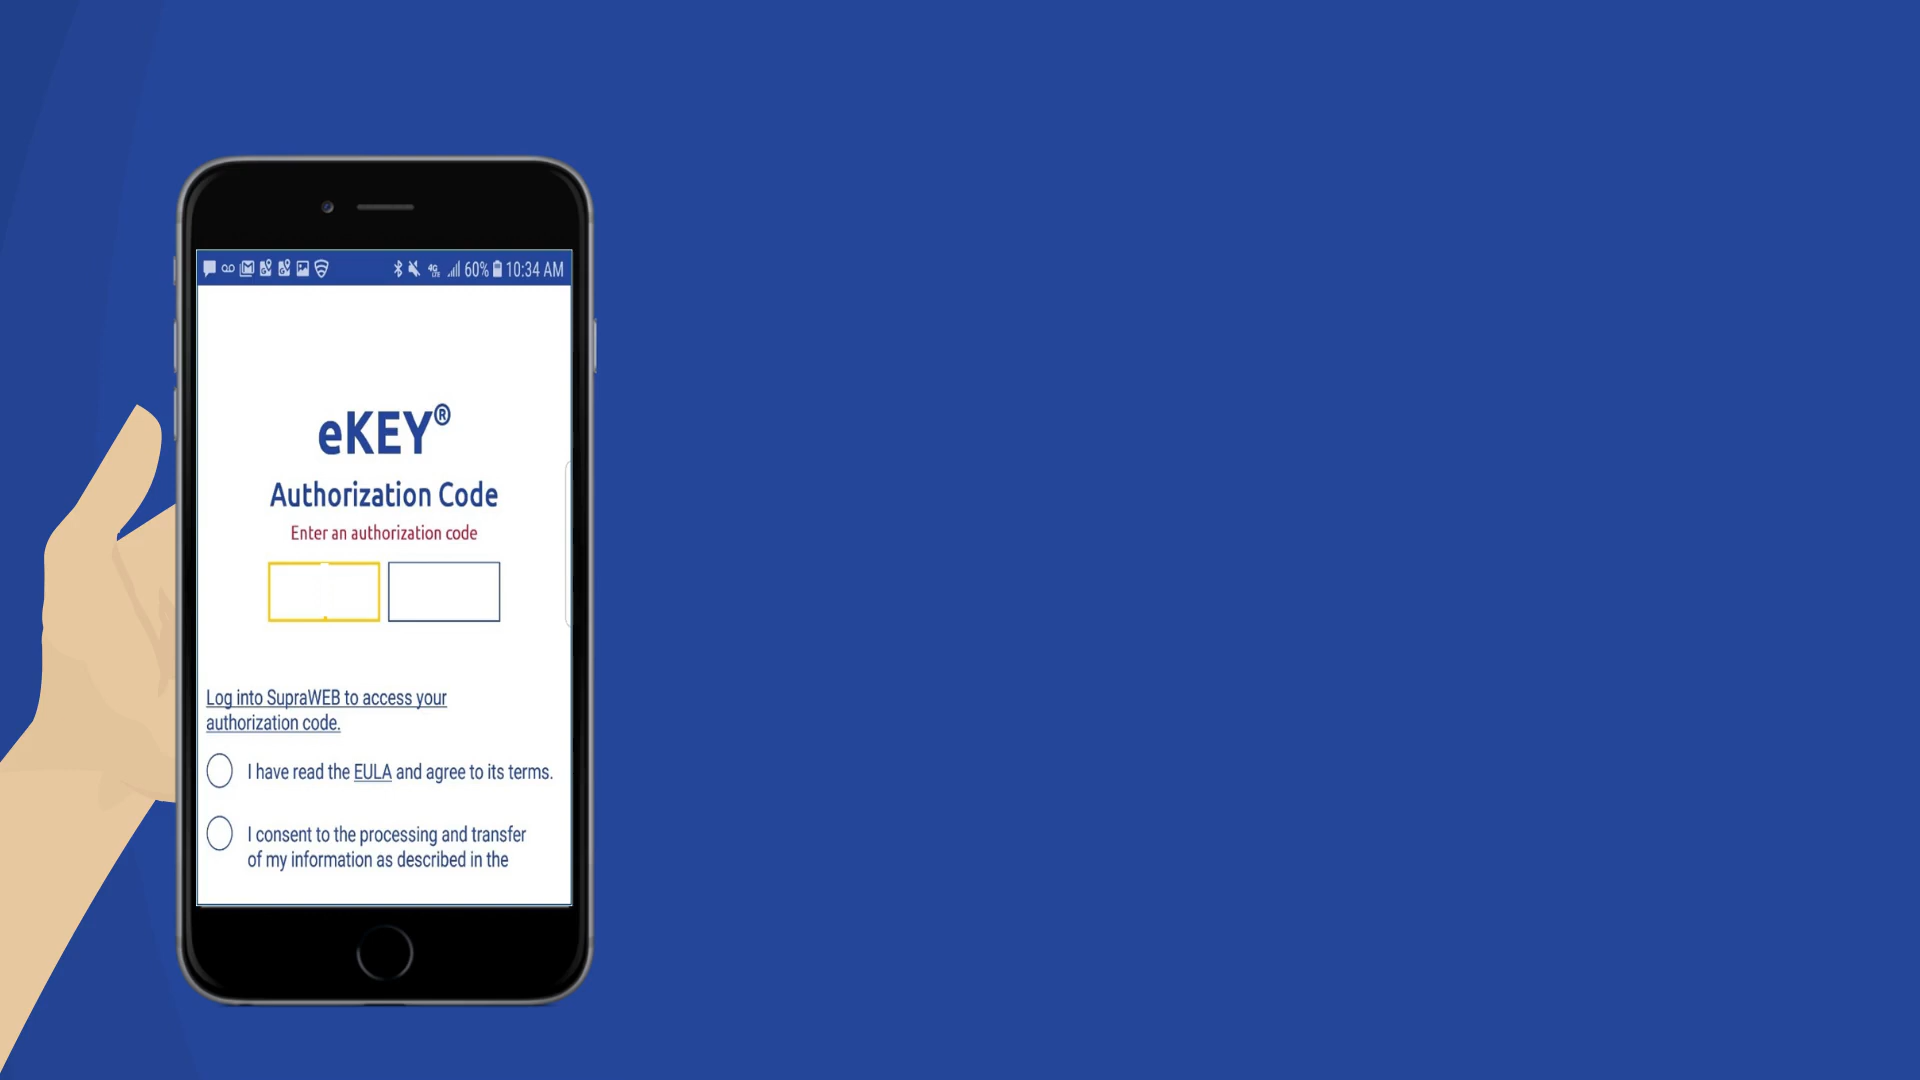 60% 10:34 AM
eKEY®
Authorization Code
Enter an authorization code
Log into SupraWEB to access your
authorization code.
I have read the EULA and agree to its terms.
I consent to the processing and transfer
of my information as described in the